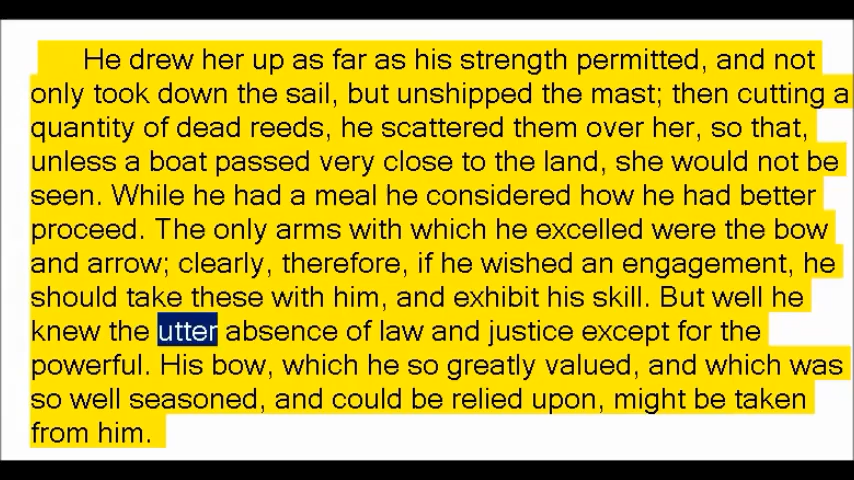 He drew her up as far as his strength permitted, and not
only took down the sail, but unshipped the mast; then cutting a
quantity of dead reeds, he scattered them over her, so that,
unless a boat passed very close to the land, she would not be
seen. While he had a meal he considered how he had better
proceed. The only arms with which he excelled were the bow
and arrow; clearly, therefore, if he wished an engagement, he
should take these with him, and exhibit his skill. But well he
knew the utter absence of law and justice except for the
powerful. His bow, which he so greatly valued, and which was
so well seasoned, and could be relied upon, might be taken
from him.